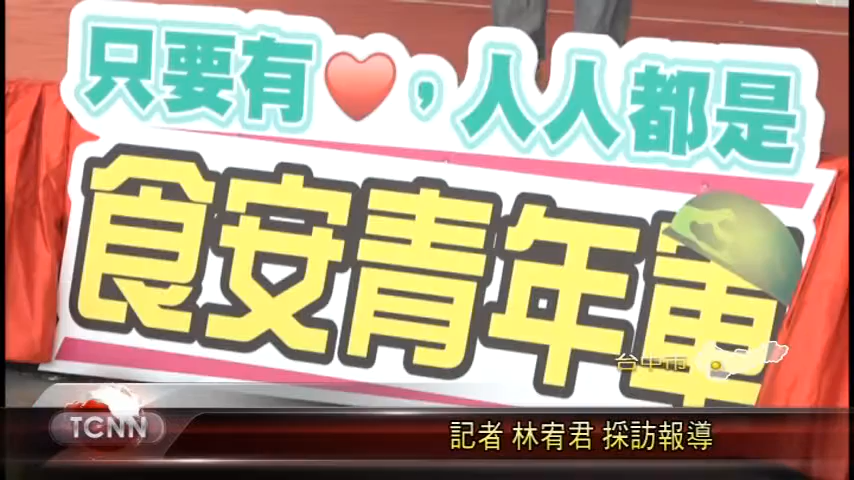 只要有❤，人人都是
食安青年軍
台中市
TCNN
記者 林宥君 採訪報導